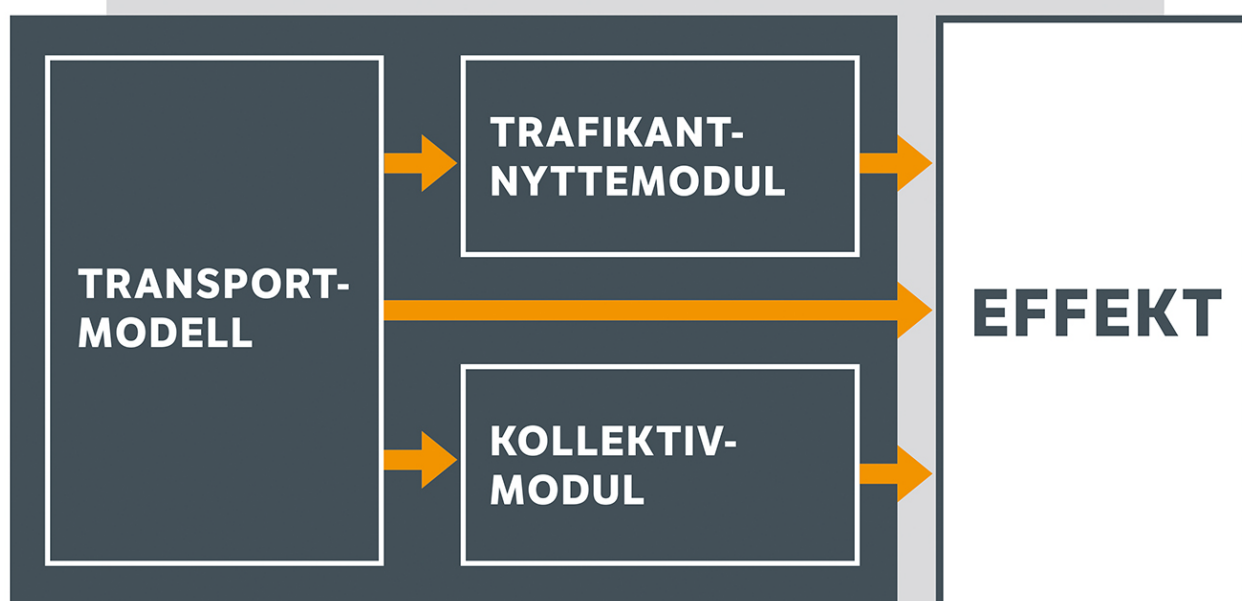 TRANSPORT-
MODELL
TRAFIKANT-
NYTTEMODUL
KOLLEKTIV-
MODUL
EFFEKT